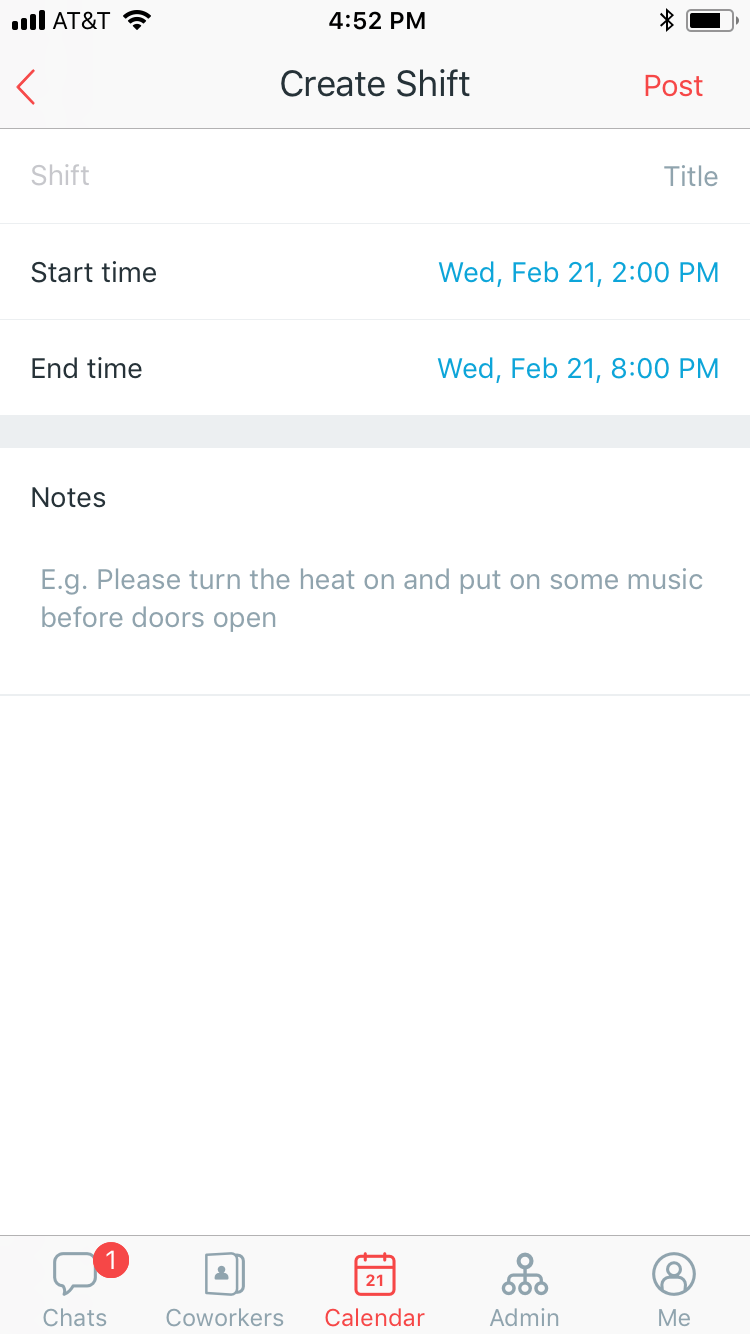 AT&T 4:52 PM
Create Shift Post
Shift Title
Start time Wed, Feb 21, 2:00 PM
End time Wed, Feb 21, 8:00 PM
Notes
E.g. Please turn the heat on and put on some music
before doors open
1
21
Chats Coworkers Calendar Admin Me